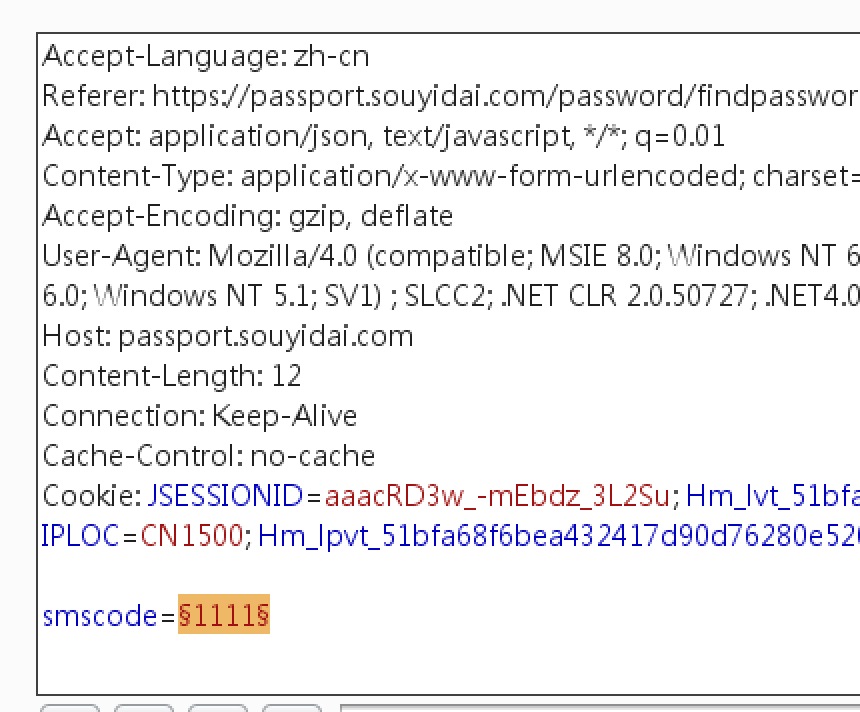 Accept-Language: zh-cn
Referer: https://passport.souyidai.com/password/findpasswor
Accept: application/json, text/javascript, */*; q=0.01
Content-Type: application/x-www-form-urlencoded; charset=
Accept-Encoding: gzip, deflate
User-Agent: Mozilla/4.0 (compatible; MSIE 8.0; Windows NT 6
6.0; Windows NT 5.1; SV1) ; SLCC2; .NET CLR 2.0.50727; .NET4.0
Host: passport.souyidai.com
Content-Length: 12
Connection: Keep-Alive
Cache-Control: no-cache
Cookie: JSESSIONID=aaacRD3w_-mEbdz_3L2Su; Hm_lvt_51bfa
IPLOC=CN1500; Hm_lpvt_51bfa68f6bea432417d90d76280e520
smscode=§1111§